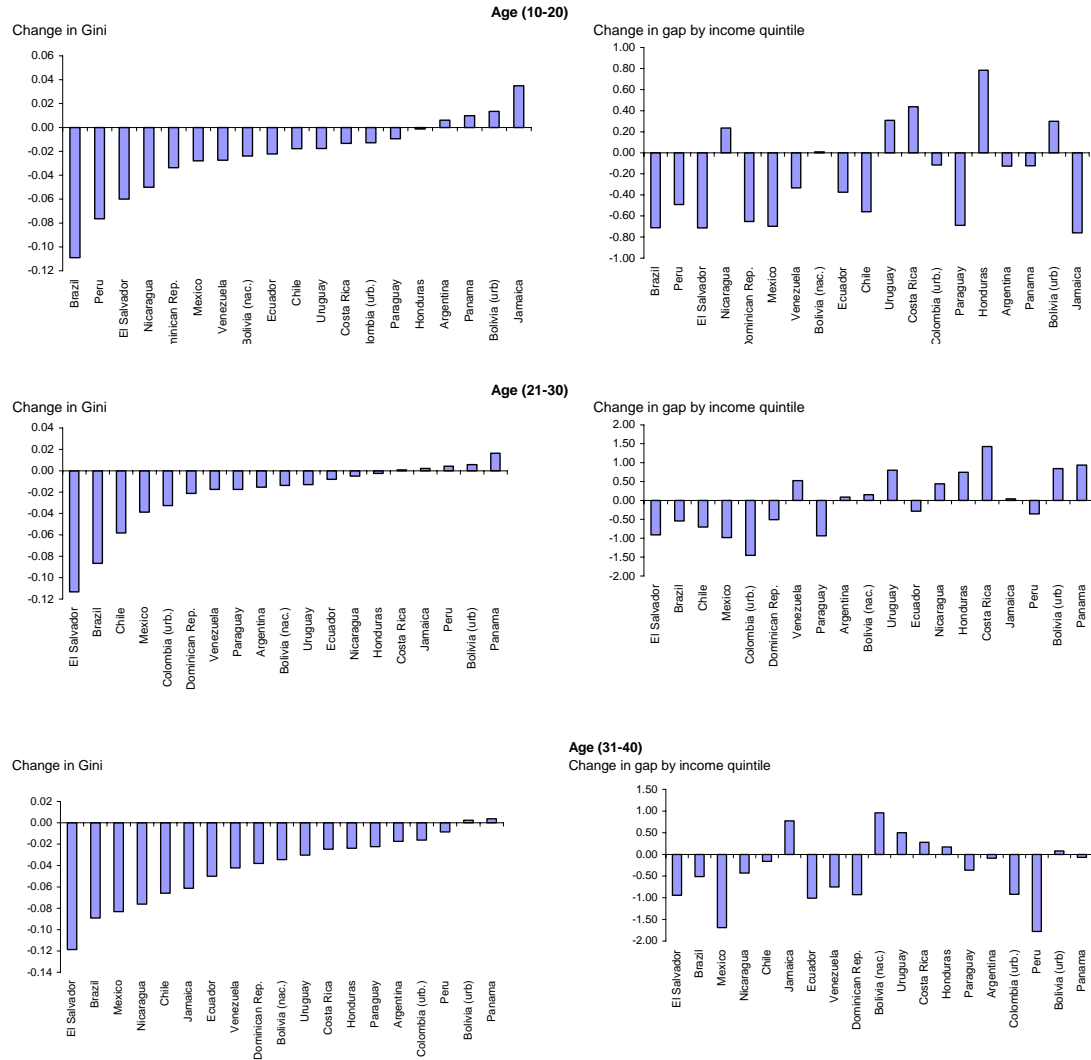 Age (10-20)
Change in Gini
0.06
0.04
0.02
0.00
-0.02
-0.04
-0.06
-0.08
-0.10
-0.12
Brazil
Peru
El Salvador
Nicaragua
minican Rep.
Mexico
Venezuela
Bolivia (nac.)
Ecuador
Chile
Uruguay
Costa Rica
lombia (urb.)
Paraguay
Honduras
Argentina
Panama
Bolivia (urb)
Jamaica
Change in gap by income quintile
1.00
0.80
0.60
0.40
0.20
0.00
-0.20
-0.40
-0.60
-0.80
-1.00
Brazil
Peru
El Salvador
Nicaragua
Dominican Rep.
Mexico
Venezuela
Bolivia (nac.)
Ecuador
Chile
Uruguay
Costa Rica
Colombia (urb.)
Paraguay
Honduras
Argentina
Panama
Bolivia (urb)
Jamaica
Age (21-30)
Change in Gini
0.04
0.02
0.00
-0.02
-0.04
-0.06
-0.08
-0.10
-0.12
El Salvador
Brazil
Chile
Mexico
Colombia (urb.)
Dominican Rep.
Venezuela
Paraguay
Argentina
Bolivia (nac.)
Uruguay
Ecuador
Nicaragua
Honduras
Costa Rica
Jamaica
Peru
Bolivia (urb)
Panama
Change in gap by income quintile
2.00
1.50
1.00
0.50
0.00
-0.50
-1.00
-1.50
-2.00
El Salvador
Brazil
Chile
Mexico
Colombia (urb.)
Dominican Rep.
Venezuela
Paraguay
Argentina
Bolivia (nac.)
Uruguay
Ecuador
Nicaragua
Honduras
Costa Rica
Jamaica
Peru
Bolivia (urb)
Panama
Age (31-40)
Change in Gini
0.02
0.00
-0.02
-0.04
-0.06
-0.08
-0.10
-0.12
-0.14
El Salvador
Brazil
Mexico
Nicaragua
Chile
Jamaica
Ecuador
Venezuela
Dominican Rep.
Bolivia (nac.)
Uruguay
Costa Rica
Honduras
Paraguay
Argentina
Colombia (urb.)
Peru
Bolivia (urb)
Panama
Change in gap by income quintile
1.50
1.00
0.50
0.00
-0.50
-1.00
-1.50
-2.00
El Salvador
Brazil
Mexico
Nicaragua
Chile
Jamaica
Ecuador
Venezuela
Dominican Rep.
Bolivia (nac.)
Uruguay
Costa Rica
Honduras
Paraguay
Argentina
Colombia (urb.)
Peru
Bolivia (urb)
Panama